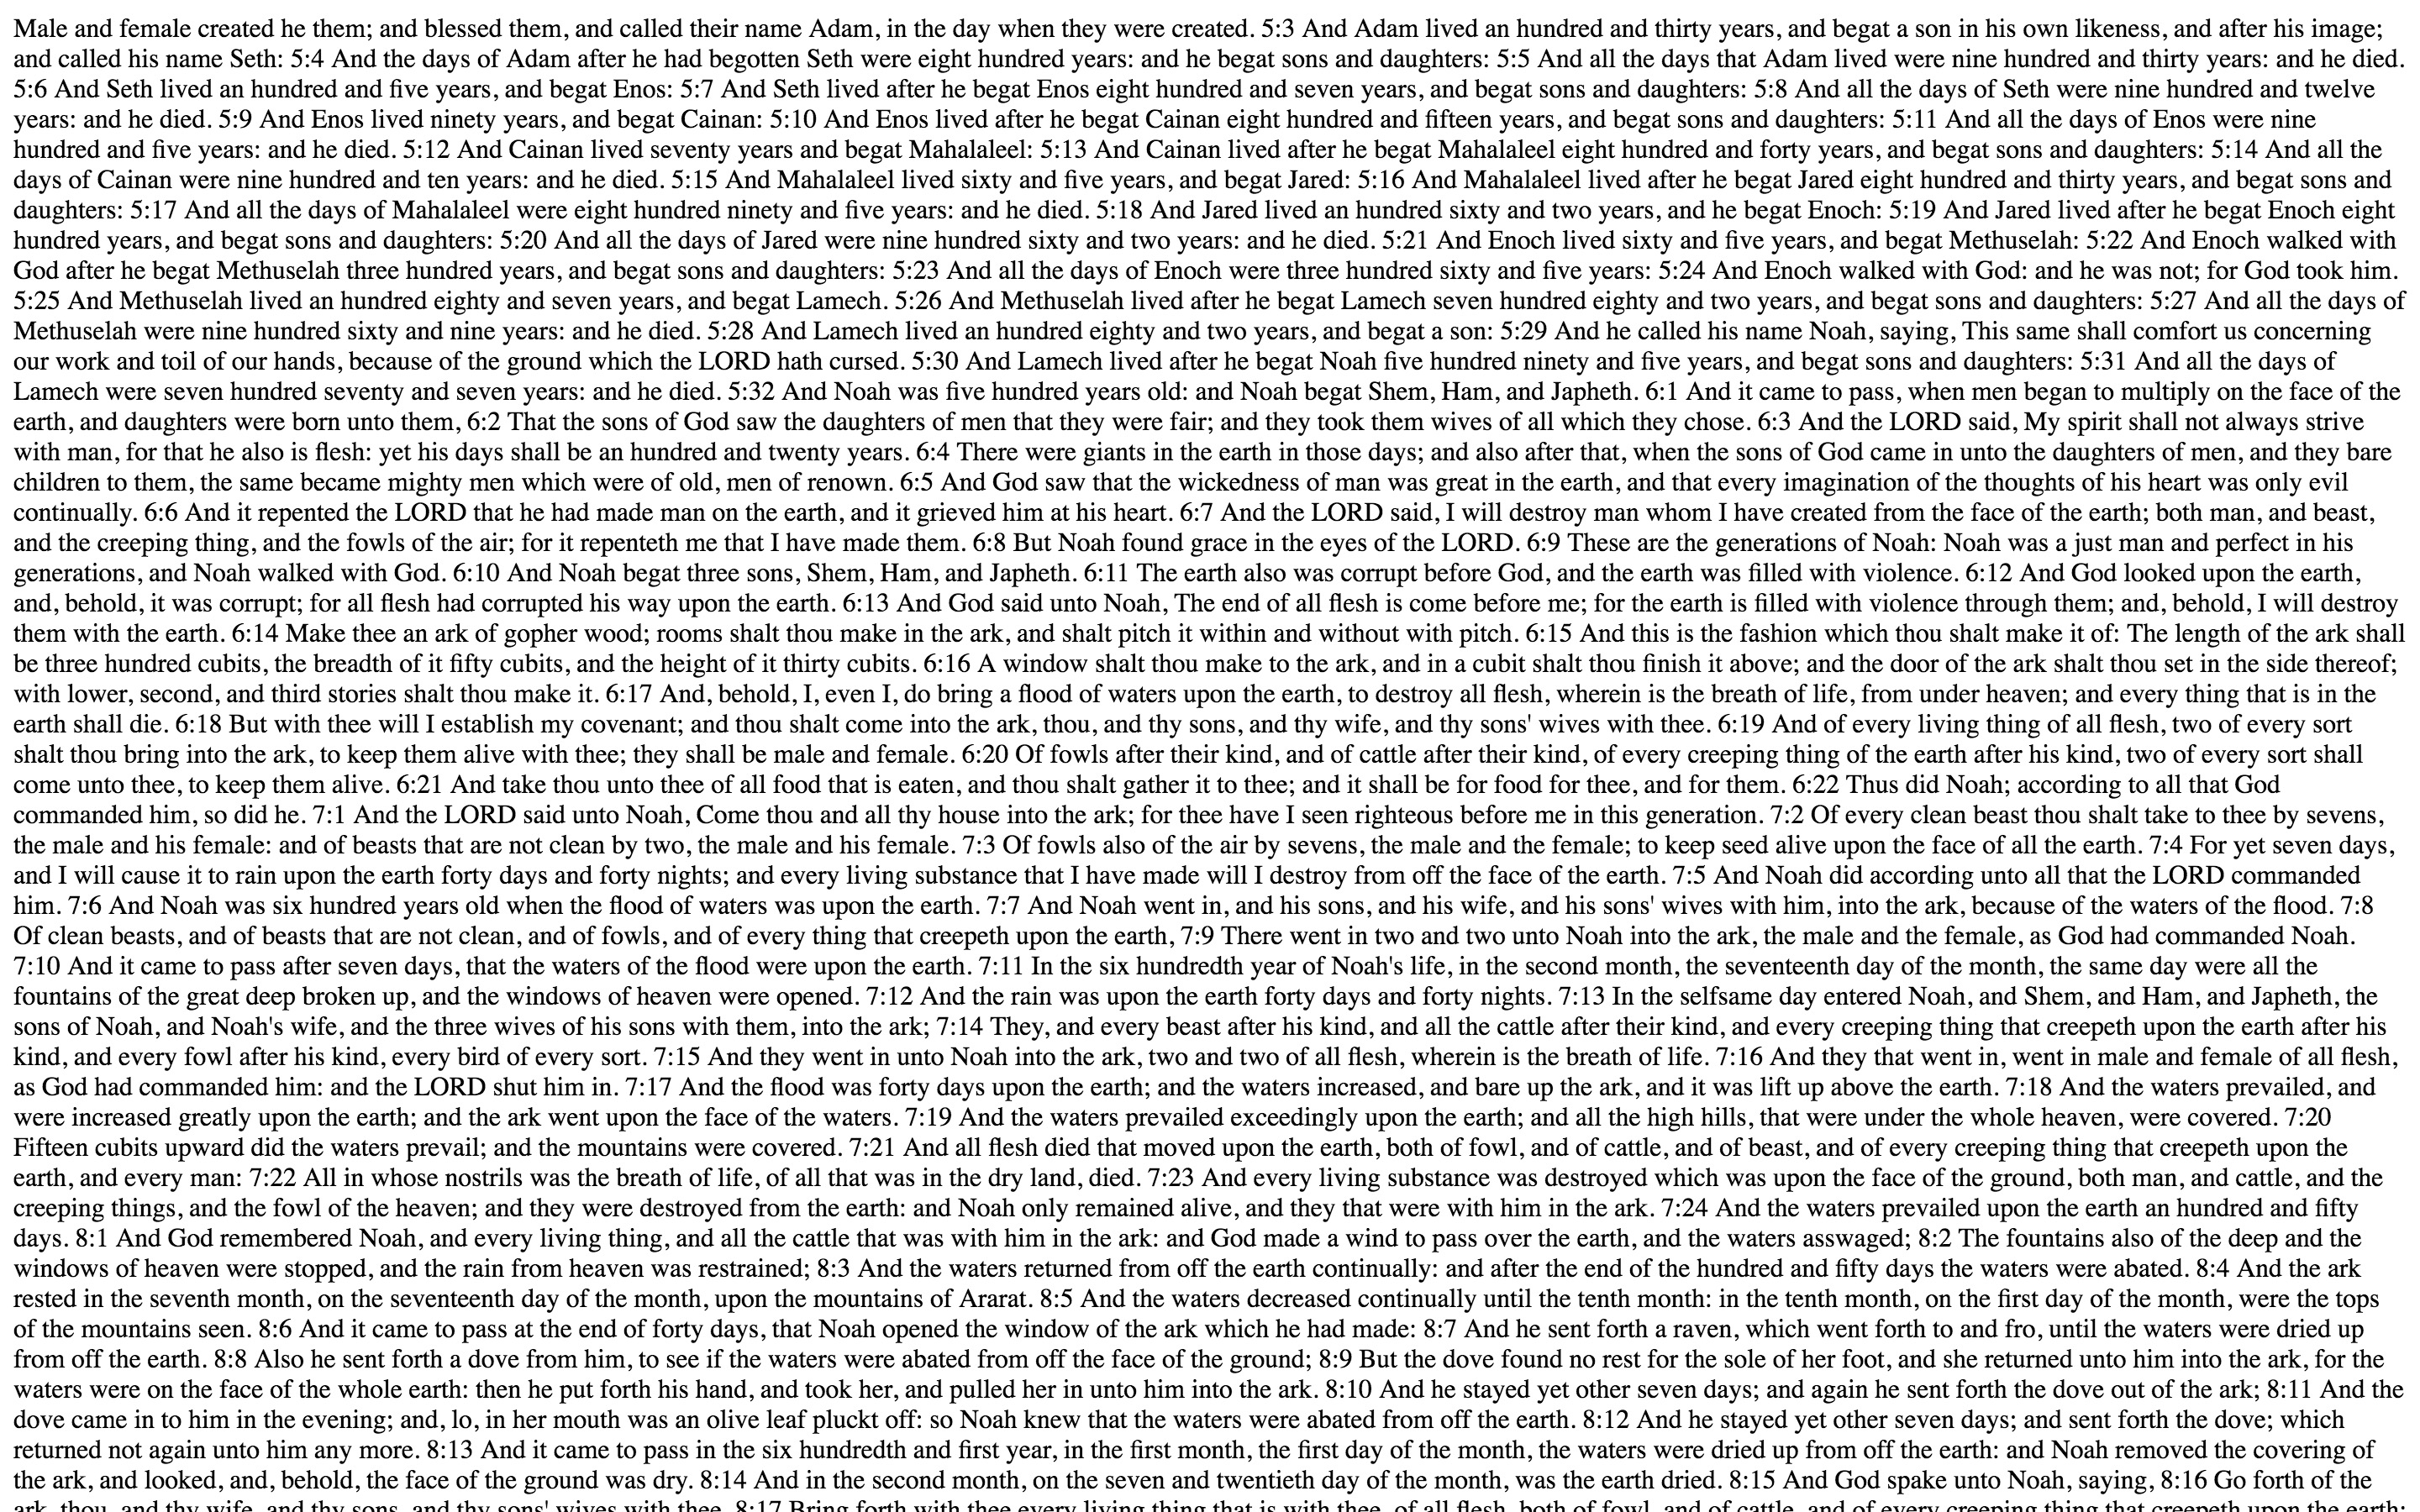 Male and female created he them; and blessed them, and called their name Adam, in the day when they were created. 5:3 And Adam lived an hundred and thirty years, and begat a son in his own likeness, and after his image;
and called his name Seth: 5:4 And the days of Adam after he had begotten Seth were eight hundred years: and he begat sons and daughters: 5:5 And all the days that Adam lived were nine hundred and thirty years: and he died.
5:6 And Seth lived an hundred and five years, and begat Enos: 5:7 And Seth lived after he begat Enos eight hundred and seven years, and begat sons and daughters: 5:8 And all the days of Seth were nine hundred and twelve
years: and he died. 5:9 And Enos lived ninety years, and begat Cainan: 5:10 And Enos lived after he begat Cainan eight hundred and fifteen years, and begat sons and daughters: 5:11 And all the days of Enos were nine
hundred and five years: and he died. 5:12 And Cainan lived seventy years and begat Mahalaleel: 5:13 And Cainan lived after he begat Mahalaleel eight hundred and forty years, and begat sons and daughters: 5:14 And all the
days of Cainan were nine hundred and ten years: and he died. 5:15 And Mahalaleel lived sixty and five years, and begat Jared: 5:16 And Mahalaleel lived after he begat Jared eight hundred and thirty years, and begat sons and
daughters: 5:17 And all the days of Mahalaleel were eight hundred ninety and five years: and he died. 5:18 And Jared lived an hundred sixty and two years, and he begat Enoch: 5:19 And Jared lived after he begat Enoch eight
hundred years, and begat sons and daughters: 5:20 And all the days of Jared were nine hundred sixty and two years: and he died. 5:21 And Enoch lived sixty and five years, and begat Methuselah: 5:22 And Enoch walked with
God after he begat Methuselah three hundred years, and begat sons and daughters: 5:23 And all the days of Enoch were three hundred sixty and five years: 5:24 And Enoch walked with God: and he was not; for God took him.
5:25 And Methuselah lived an hundred eighty and seven years, and begat Lamech. 5:26 And Methuselah lived after he begat Lamech seven hundred eighty and two years, and begat sons and daughters: 5:27 And all the days of
Methuselah were nine hundred sixty and nine years: and he died. 5:28 And Lamech lived an hundred eighty and two years, and begat a son: 5:29 And he called his name Noah, saying, This same shall comfort us concerning
our work and toil of our hands, because of the ground which the LORD hath cursed. 5:30 And Lamech lived after he begat Noah five hundred ninety and five years, and begat sons and daughters: 5:31 And all the days of
Lamech were seven hundred seventy and seven years: and he died. 5:32 And Noah was five hundred years old: and Noah begat Shem, Ham, and Japheth. 6:1 And it came to pass, when men began to multiply on the face of the
earth, and daughters were born unto them, 6:2 That the sons of God saw the daughters of men that they were fair; and they took them wives of all which they chose. 6:3 And the LORD said, My spirit shall not always strive
with man, for that he also is flesh: yet his days shall be an hundred and twenty years. 6:4 There were giants in the earth in those days; and also after that, when the sons of God came in unto the daughters of men, and they bare
children to them, the same became mighty men which were of old, men of renown. 6:5 And God saw that the wickedness of man was great in the earth, and that every imagination of the thoughts of his heart was only evil
continually. 6:6 And it repented the LORD that he had made man on the earth, and it grieved him at his heart. 6:7 And the LORD said, I will destroy man whom I have created from the face of the earth; both man, and beast,
and the creeping thing, and the fowls of the air; for it repenteth me that I have made them. 6:8 But Noah found grace in the eyes of the LORD. 6:9 These are the generations of Noah: Noah was a just man and perfect in his
generations, and Noah walked with God. 6:10 And Noah begat three sons, Shem, Ham, and Japheth. 6:11 The earth also was corrupt before God, and the earth was filled with violence. 6:12 And God looked upon the earth,
and, behold, it was corrupt; for all flesh had corrupted his way upon the earth. 6:13 And God said unto Noah, The end of all flesh is come before me; for the earth is filled with violence through them; and, behold, I will destroy
them with the earth. 6:14 Make thee an ark of gopher wood; rooms shalt thou make in the ark, and shalt pitch it within and without with pitch. 6:15 And this is the fashion which thou shalt make it of: The length of the ark shall
be three hundred cubits, the breadth of it fifty cubits, and the height of it thirty cubits. 6:16 A window shalt thou make to the ark, and in a cubit shalt thou finish it above; and the door of the ark shalt thou set in the side thereof;
with lower, second, and third stories shalt thou make it. 6:17 And, behold, I, even I, do bring a flood of waters upon the earth, to destroy all flesh, wherein is the breath of life, from under heaven; and every thing that is in the
earth shall die. 6:18 But with thee will I establish my covenant; and thou shalt come into the ark, thou, and thy sons, and thy wife, and thy sons' wives with thee. 6:19 And of every living thing of all flesh, two of every sort
shalt thou bring into the ark, to keep them alive with thee; they shall be male and female. 6:20 Of fowls after their kind, and of cattle after their kind, of every creeping thing of the earth after his kind, two of every sort shall
come unto thee, to keep them alive. 6:21 And take thou unto thee of all food that is eaten, and thou shalt gather it to thee; and it shall be for food for thee, and for them. 6:22 Thus did Noah; according to all that God
commanded him, so did he. 7:1 And the LORD said unto Noah, Come thou and all thy house into the ark; for thee have I seen righteous before me in this generation. 7:2 Of every clean beast thou shalt take to thee by sevens,
the male and his female: and of beasts that are not clean by two, the male and his female. 7:3 Of fowls also of the air by sevens, the male and the female; to keep seed alive upon the face of all the earth. 7:4 For yet seven days,
and I will cause it to rain upon the earth forty days and forty nights; and every living substance that I have made will I destroy from off the face of the earth. 7:5 And Noah did according unto all that the LORD commanded
him. 7:6 And Noah was six hundred years old when the flood of waters was upon the earth. 7:7 And Noah went in, and his sons, and his wife, and his sons' wives with him, into the ark, because of the waters of the flood. 7:8
Of clean beasts, and of beasts that are not clean, and of fowls, and of every thing that creepeth upon the earth, 7:9 There went in two and two unto Noah into the ark, the male and the female, as God had commanded Noah.
7:10 And it came to pass after seven days, that the waters of the flood were upon the earth. 7:11 In the six hundredth year of Noah's life, in the second month, the seventeenth day of the month, the same day were all the
fountains of the great deep broken up, and the windows of heaven were opened. 7:12 And the rain was upon the earth forty days and forty nights. 7:13 In the selfsame day entered Noah, and Shem, and Ham, and Japheth, the
sons of Noah, and Noah's wife, and the three wives of his sons with them, into the ark; 7:14 They, and every beast after his kind, and all the cattle after their kind, and every creeping thing that creepeth upon the earth after his
kind, and every fowl after his kind, every bird of every sort. 7:15 And they went in unto Noah into the ark, two and two of all flesh, wherein is the breath of life. 7:16 And they that went in, went in male and female of all flesh,
as God had commanded him: and the LORD shut him in. 7:17 And the flood was forty days upon the earth; and the waters increased, and bare up the ark, and it was lift up above the earth. 7:18 And the waters prevailed, and
were increased greatly upon the earth; and the ark went upon the face of the waters. 7:19 And the waters prevailed exceedingly upon the earth; and all the high hills, that were under the whole heaven, were covered. 7:20
Fifteen cubits upward did the waters prevail; and the mountains were covered. 7:21 And all flesh died that moved upon the earth, both of fowl, and of cattle, and of beast, and of every creeping thing that creepeth upon the
earth, and every man: 7:22 All in whose nostrils was the breath of life, of all that was in the dry land, died. 7:23 And every living substance was destroyed which was upon the face of the ground, both man, and cattle, and the
creeping things, and the fowl of the heaven; and they were destroyed from the earth: and Noah only remained alive, and they that were with him in the ark. 7:24 And the waters prevailed upon the earth an hundred and fifty
days. 8:1 And God remembered Noah, and every living thing, and all the cattle that was with him in the ark: and God made a wind to pass over the earth, and the waters asswaged; 8:2 The fountains also of the deep and the
windows of heaven were stopped, and the rain from heaven was restrained; 8:3 And the waters returned from off the earth continually: and after the end of the hundred and fifty days the waters were abated. 8:4 And the ark
rested in the seventh month, on the seventeenth day of the month, upon the mountains of Ararat. 8:5 And the waters decreased continually until the tenth month: in the tenth month, on the first day of the month, were the tops
of the mountains seen. 8:6 And it came to pass at the end of forty days, that Noah opened the window of the ark which he had made: 8:7 And he sent forth a raven, which went forth to and fro, until the waters were dried up
from off the earth. 8:8 Also he sent forth a dove from him, to see if the waters were abated from off the face of the ground; 8:9 But the dove found no rest for the sole of her foot, and she returned unto him into the ark, for the
waters were on the face of the whole earth: then he put forth his hand, and took her, and pulled her in unto him into the ark. 8:10 And he stayed yet other seven days; and again he sent forth the dove out of the ark; 8:11 And the
dove came in to him in the evening; and, lo, in her mouth was an olive leaf pluckt off: so Noah knew that the waters were abated from off the earth. 8:12 And he stayed yet other seven days; and sent forth the dove; which
returned not again unto him any more. 8:13 And it came to pass in the six hundredth and first year, in the first month, the first day of the month, the waters were dried up from off the earth: and Noah removed the covering of
the ark, and looked, and, behold, the face of the ground was dry. 8:14 And in the second month, on the seven and twentieth day of the month, was the earth dried. 8:15 And God spake unto Noah, saying, 8:16 Go forth of the
ark, thou, and thy wife, and thy sons, and thy sons' wives with thee. 8:17 Bring forth with thee every living thing that is with thee, of all flesh, both of fowl, and of cattle, and of every creeping thing that creepeth upon the earth;